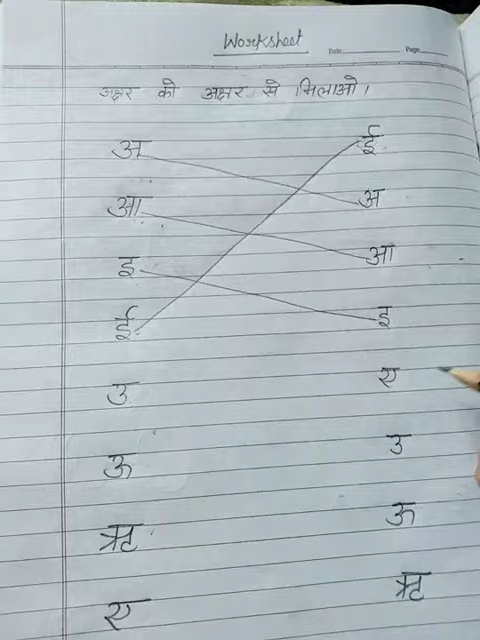 Worksheet
Date: Page:
अक्षर को अक्षर से मिलाओ।
अ ई
आ अ
इ आ
ई इ
उ ए
ऊ उ
ऋ ऊ
ए ऋ